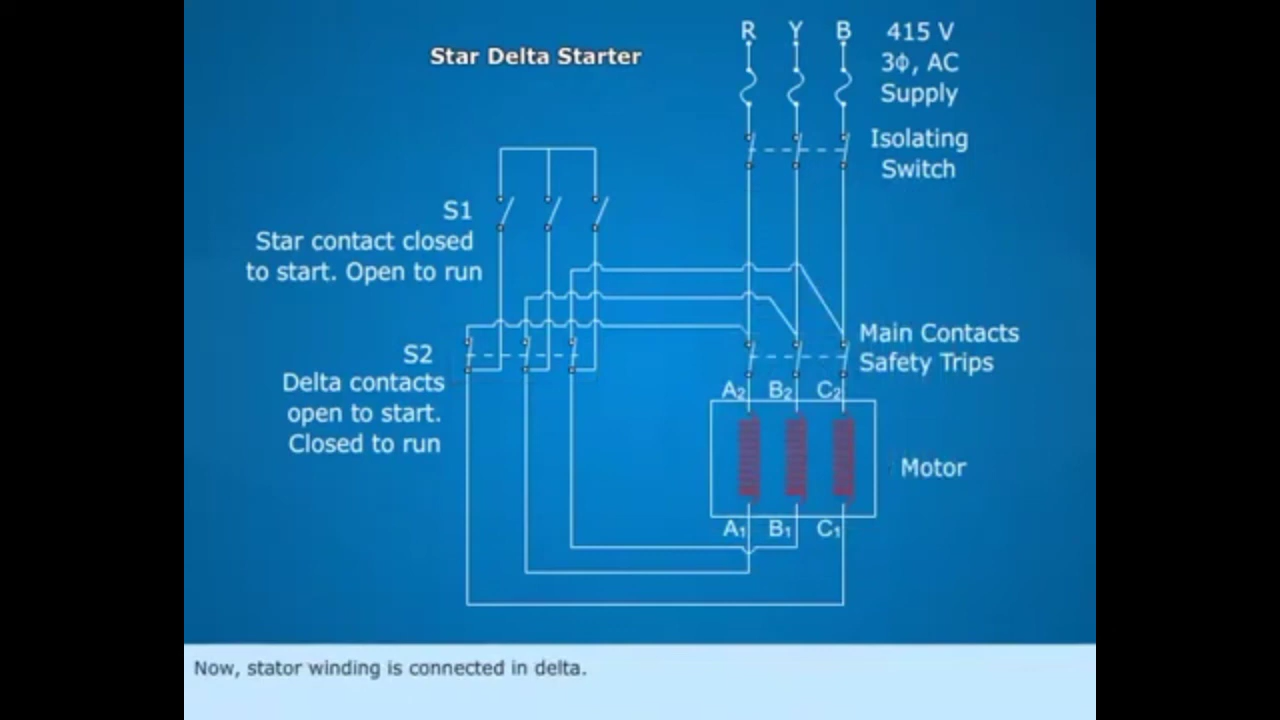 Star Delta Starter
R Y B
415 V
3ϕ, AC
Supply
Isolating
Switch
S1
Star contact closed
to start. Open to run
S2
Delta contacts
open to start.
Closed to run
Main Contacts
Safety Trips
A2 B2 C2
Motor
A1 B1 C1
Now, stator winding is connected in delta.